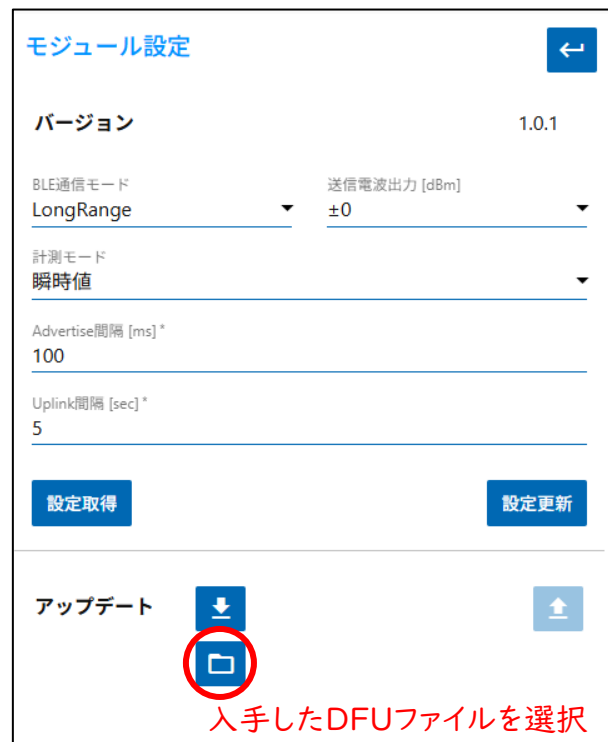 モジュール設定
バージョン 1.0.1
BLE通信モード 送信電波出力 [dBm]
LongRange ±0
計測モード
瞬時値
Advertise間隔 [ms] *
100
Uplink間隔 [sec] *
5
設定取得 設定更新
アップデート
入手したDFUファイルを選択